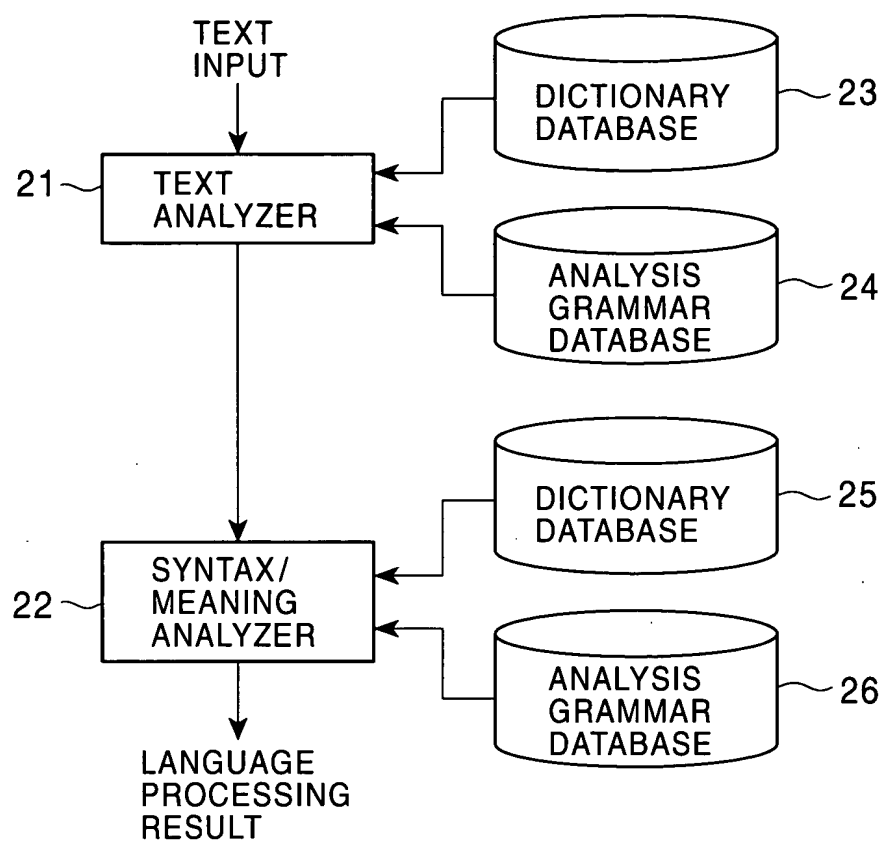 TEXT
INPUT
DICTIONARY
DATABASE
23
21
TEXT
ANALYZER
ANALYSIS
GRAMMAR
DATABASE
24
DICTIONARY
DATABASE
25
22
SYNTAX/
MEANING
ANALYZER
ANALYSIS
GRAMMAR
DATABASE
26
LANGUAGE
PROCESSING
RESULT